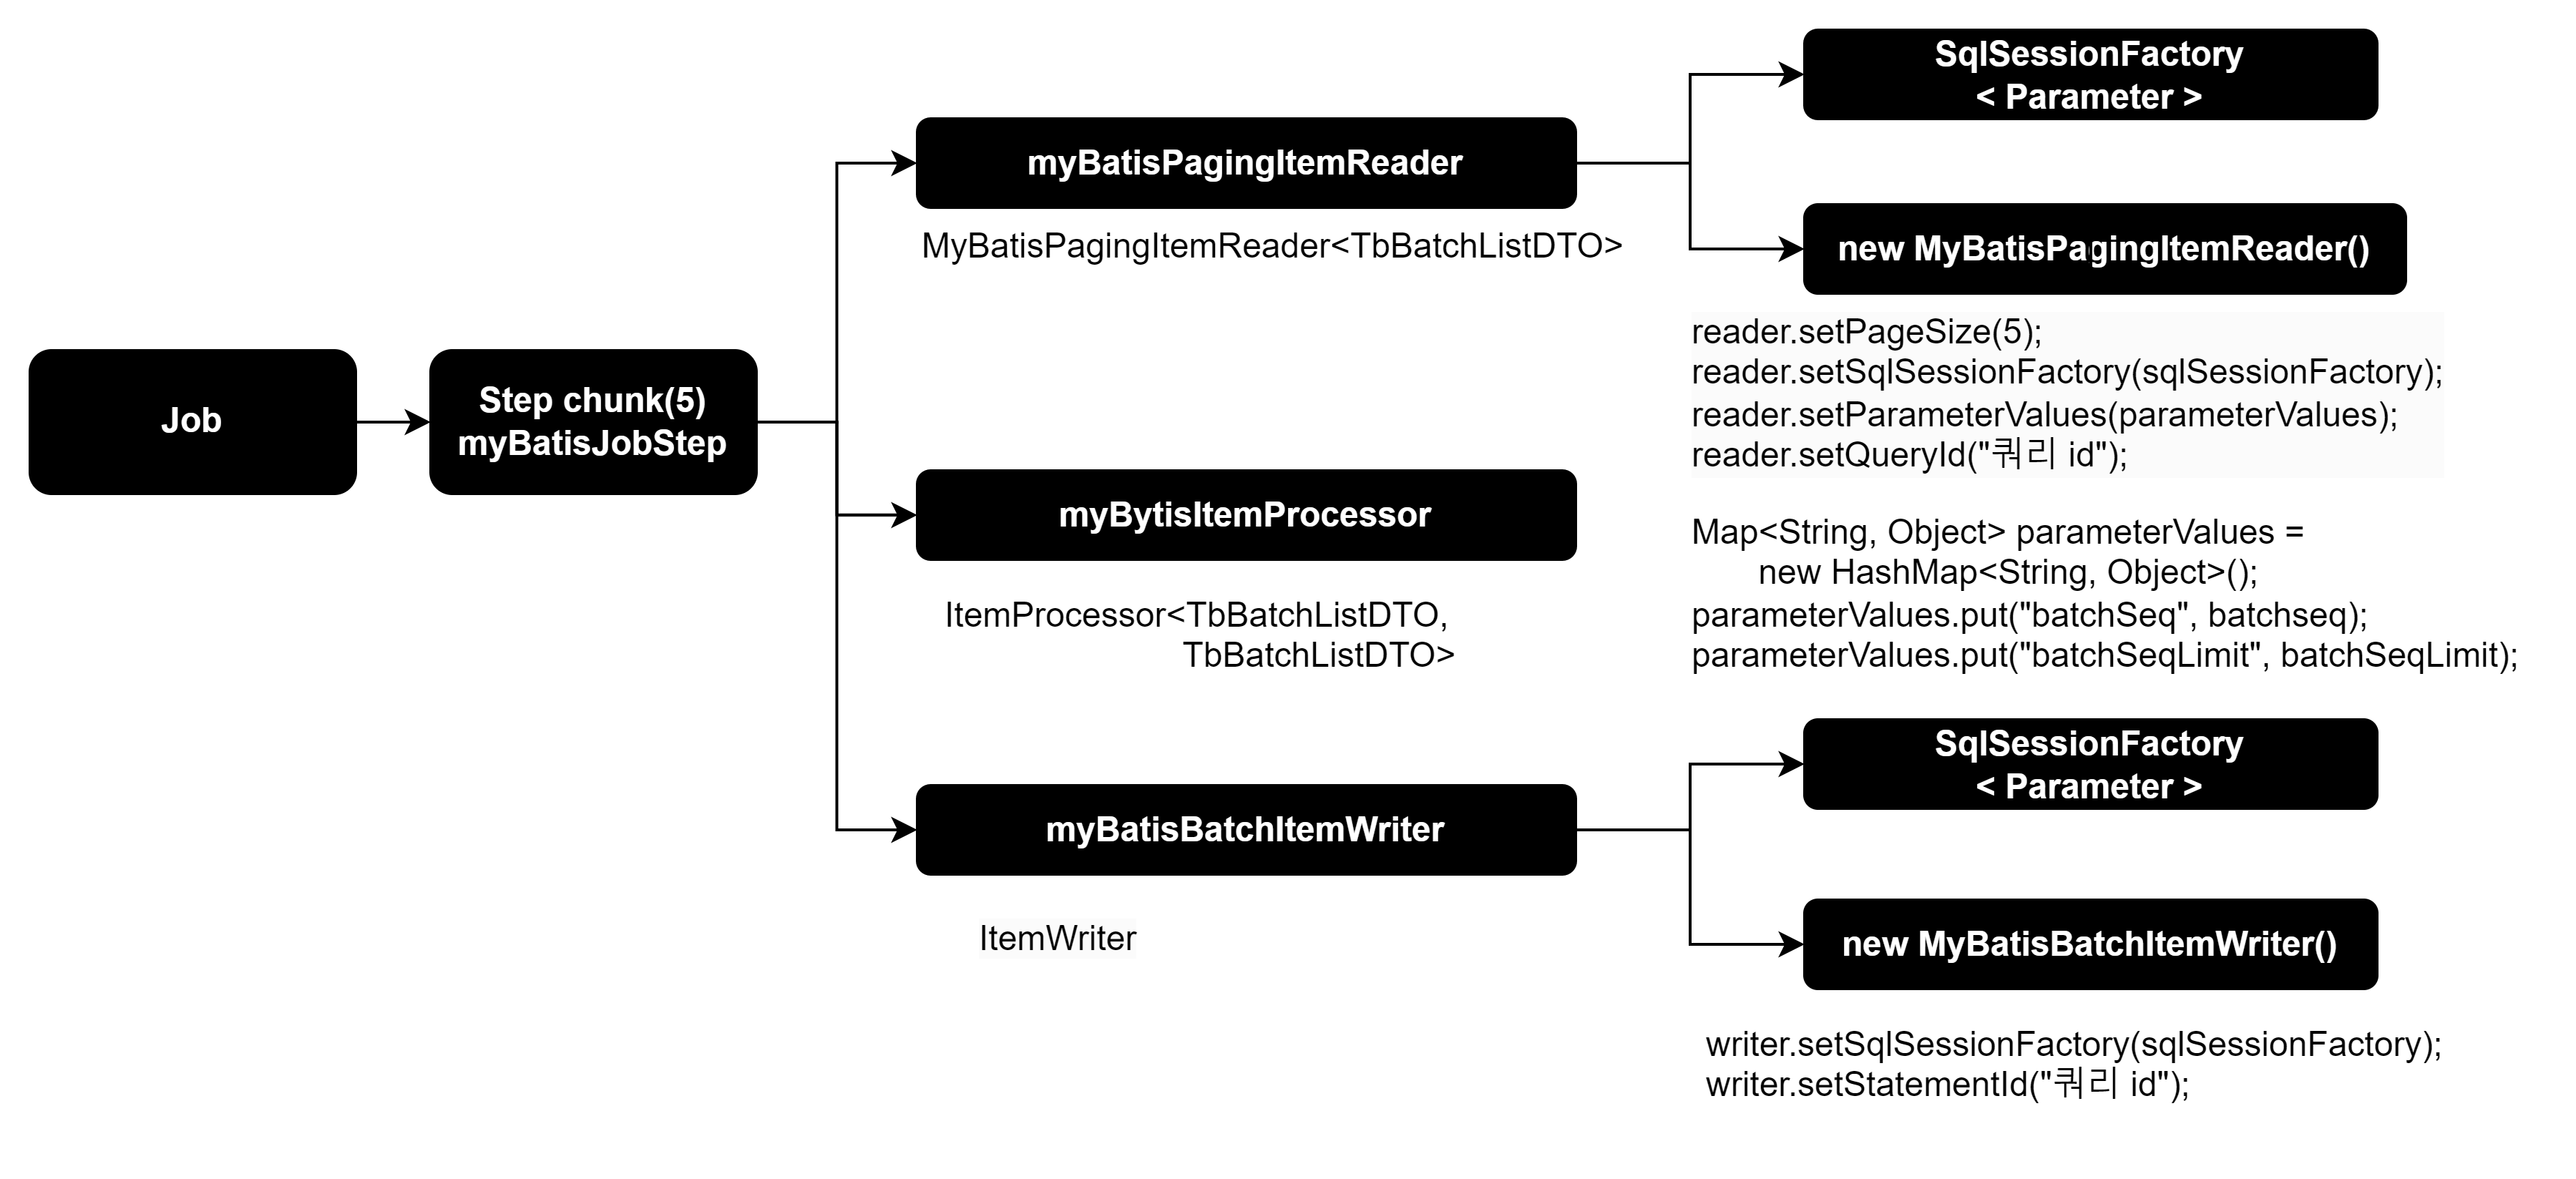 Job
Step chunk(5)
myBatisJobStep
myBatisPagingItemReader
MyBatisPagingItemReader<TbBatchListDTO>
myBytisItemProcessor
ItemProcessor<TbBatchListDTO,
TbBatchListDTO>
myBatisBatchItemWriter
ItemWriter
SqlSessionFactory
< Parameter >
new MyBatisPagingItemReader()
reader.setPageSize(5);
reader.setSqlSessionFactory(sqlSessionFactory);
reader.setParameterValues(parameterValues);
reader.setQueryId("쿼리 id");
Map<String, Object> parameterValues =
new HashMap<String, Object>();
parameterValues.put("batchSeq", batchseq);
parameterValues.put("batchSeqLimit", batchSeqLimit);
SqlSessionFactory
< Parameter >
new MyBatisBatchItemWriter()
writer.setSqlSessionFactory(sqlSessionFactory);
writer.setStatementId("쿼리 id");